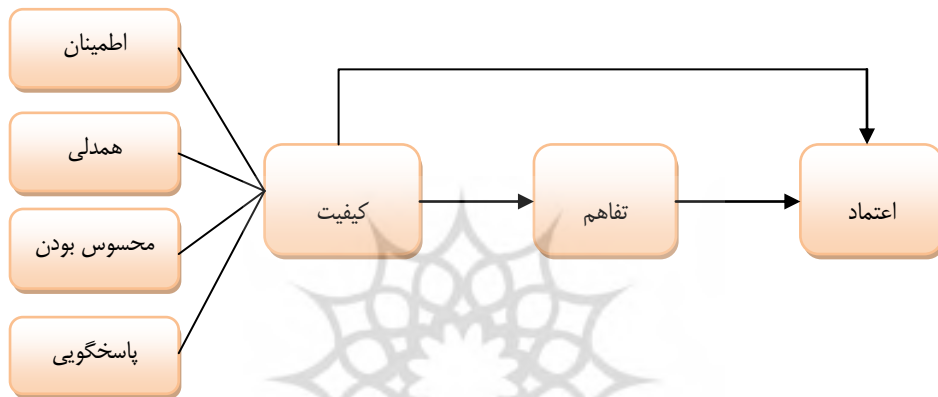 اطمینان
همدلی
محسوس بودن
پاسخگویی
کیفیت
تفاهم
اعتماد